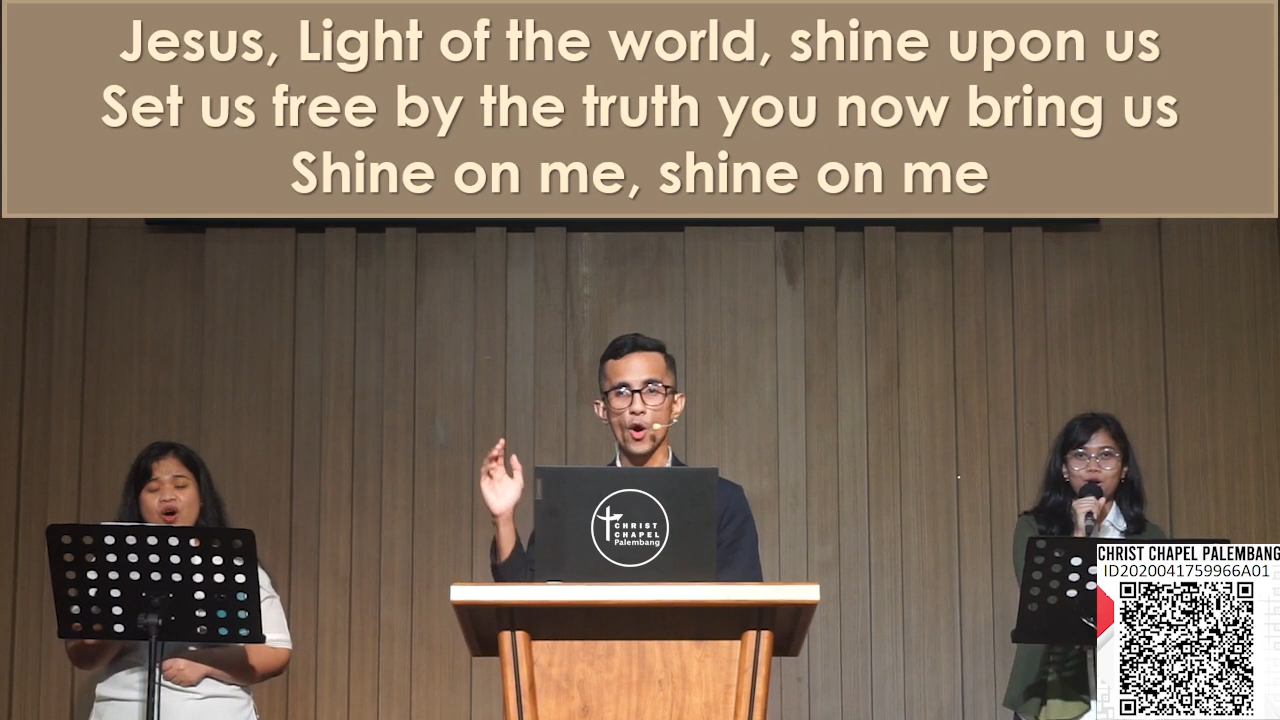 Jesus, Light of the world, shine upon us
Set us free by the truth you now bring us
Shine on me, shine on me
CHRIST
CHAPEL
Palembang
CHRIST CHAPEL PALEMBANG
ID2020041759966A01